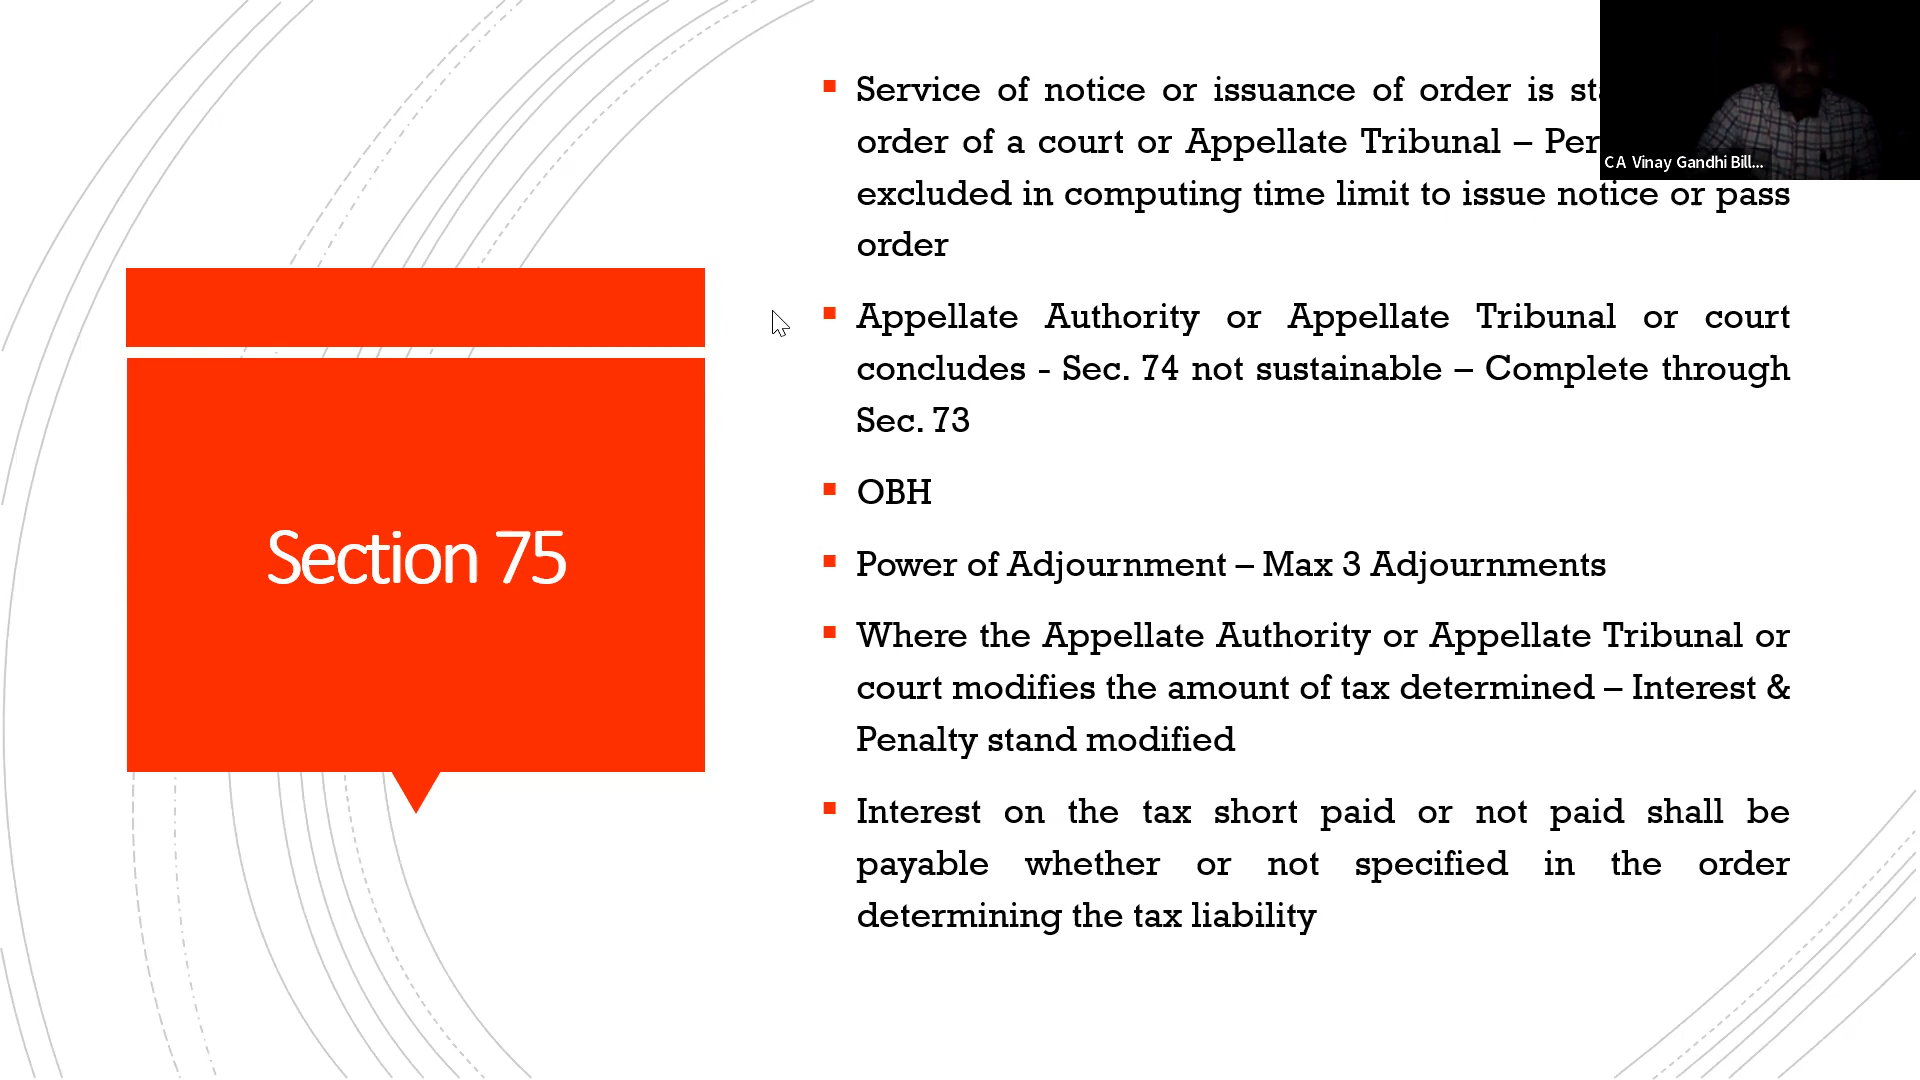 Service of notice or issuance of order is
order of a court or Appellate Tribunal –
excluded in computing time limit to issue notice or pass
order
Appellate Authority or Appellate Tribunal or court
concludes - Sec. 74 not sustainable – Complete through
Sec. 73
OBH
Power of Adjournment – Max 3 Adjournments
Where the Appellate Authority or Appellate Tribunal or
court modifies the amount of tax determined – Interest &
Penalty stand modified
Interest on the tax short paid or not paid shall be
payable whether or not specified in the order
determining the tax liability
Section 75
CA Vinay Gandhi Bill...